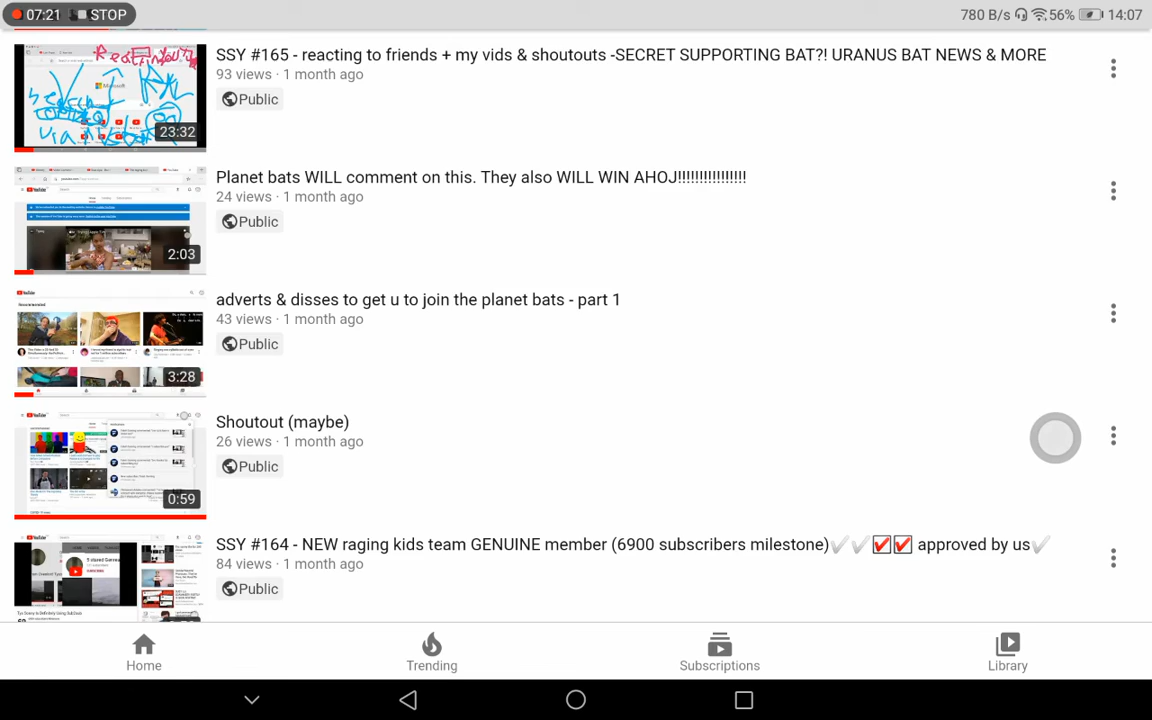 07:21 STOP 780 B/s 56% 14:07
SSY #165 - reacting to friends + my vids & shoutouts -SECRET SUPPORTING BAT?! URANUS BAT NEWS & MORE
93 views · 1 month ago
Public
23:32
Planet bats WILL comment on this. They also WILL WIN AHOJ!!!!!!!!!!!!!!!!
24 views · 1 month ago
Public
2:03
adverts & disses to get u to join the planet bats - part 1
43 views · 1 month ago
Public
3:28
Shoutout (maybe)
26 views · 1 month ago
Public
0:59
SSY #164 - NEW raging kids team GENUINE member (6900 subscribers milestone)✔️✔️☑️☑️ approved by us✔️
84 views · 1 month ago
Public
Home Trending Subscriptions Library